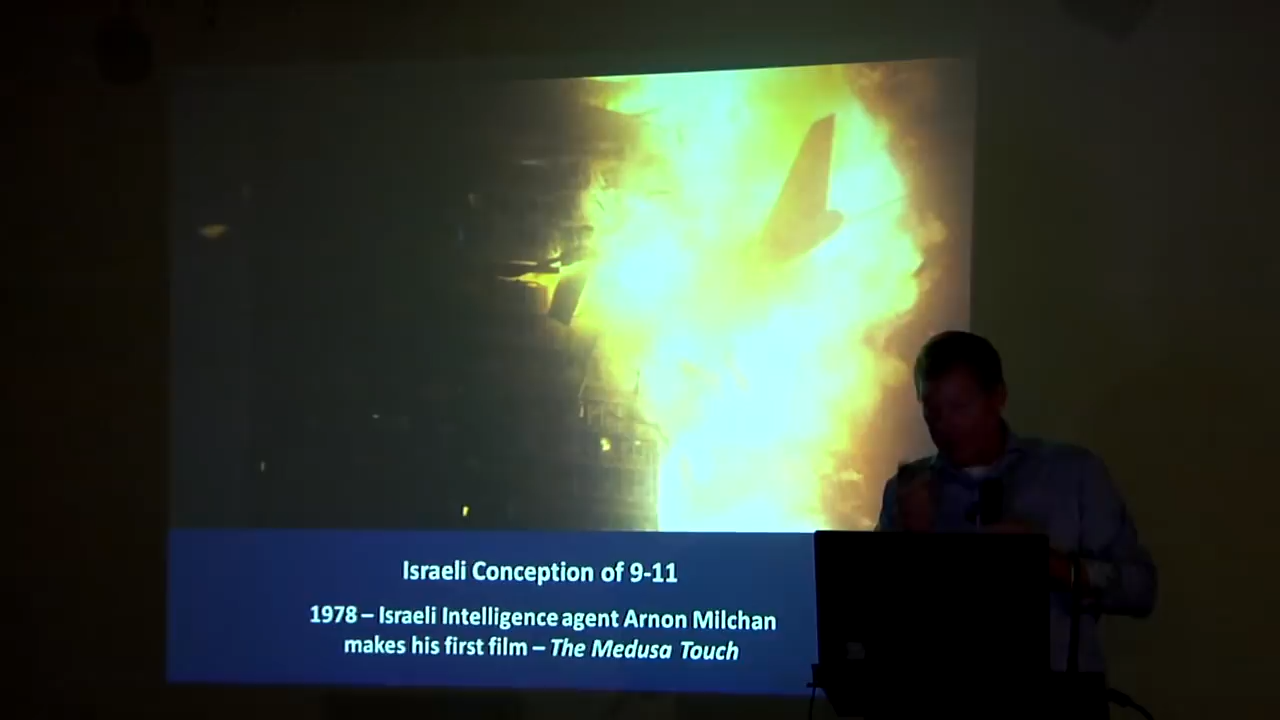 Israeli Conception of 9-11
1978 – Israeli Intelligence agent Arnon Milchan
makes his first film – The Medusa Touch